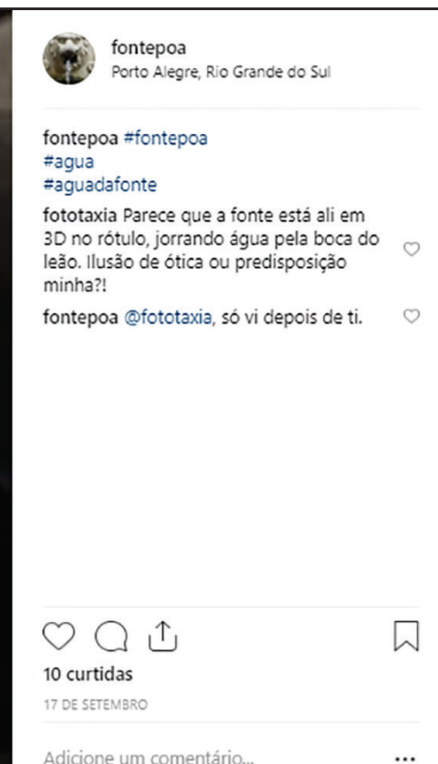 fontepoa
Porto Alegre, Rio Grande do Sul
fontepoa #fontepoa
#agua
#aguadafonte
fototaxia Parece que a fonte está ali em
3D no rótulo, jorrando água pela boca do
leão. Ilusão de ótica ou predisposição
minha?!
fontepoa @fototaxia, só vi depois de ti.
10 curtidas
17 DE SETEMBRO
Adicione um comentário...